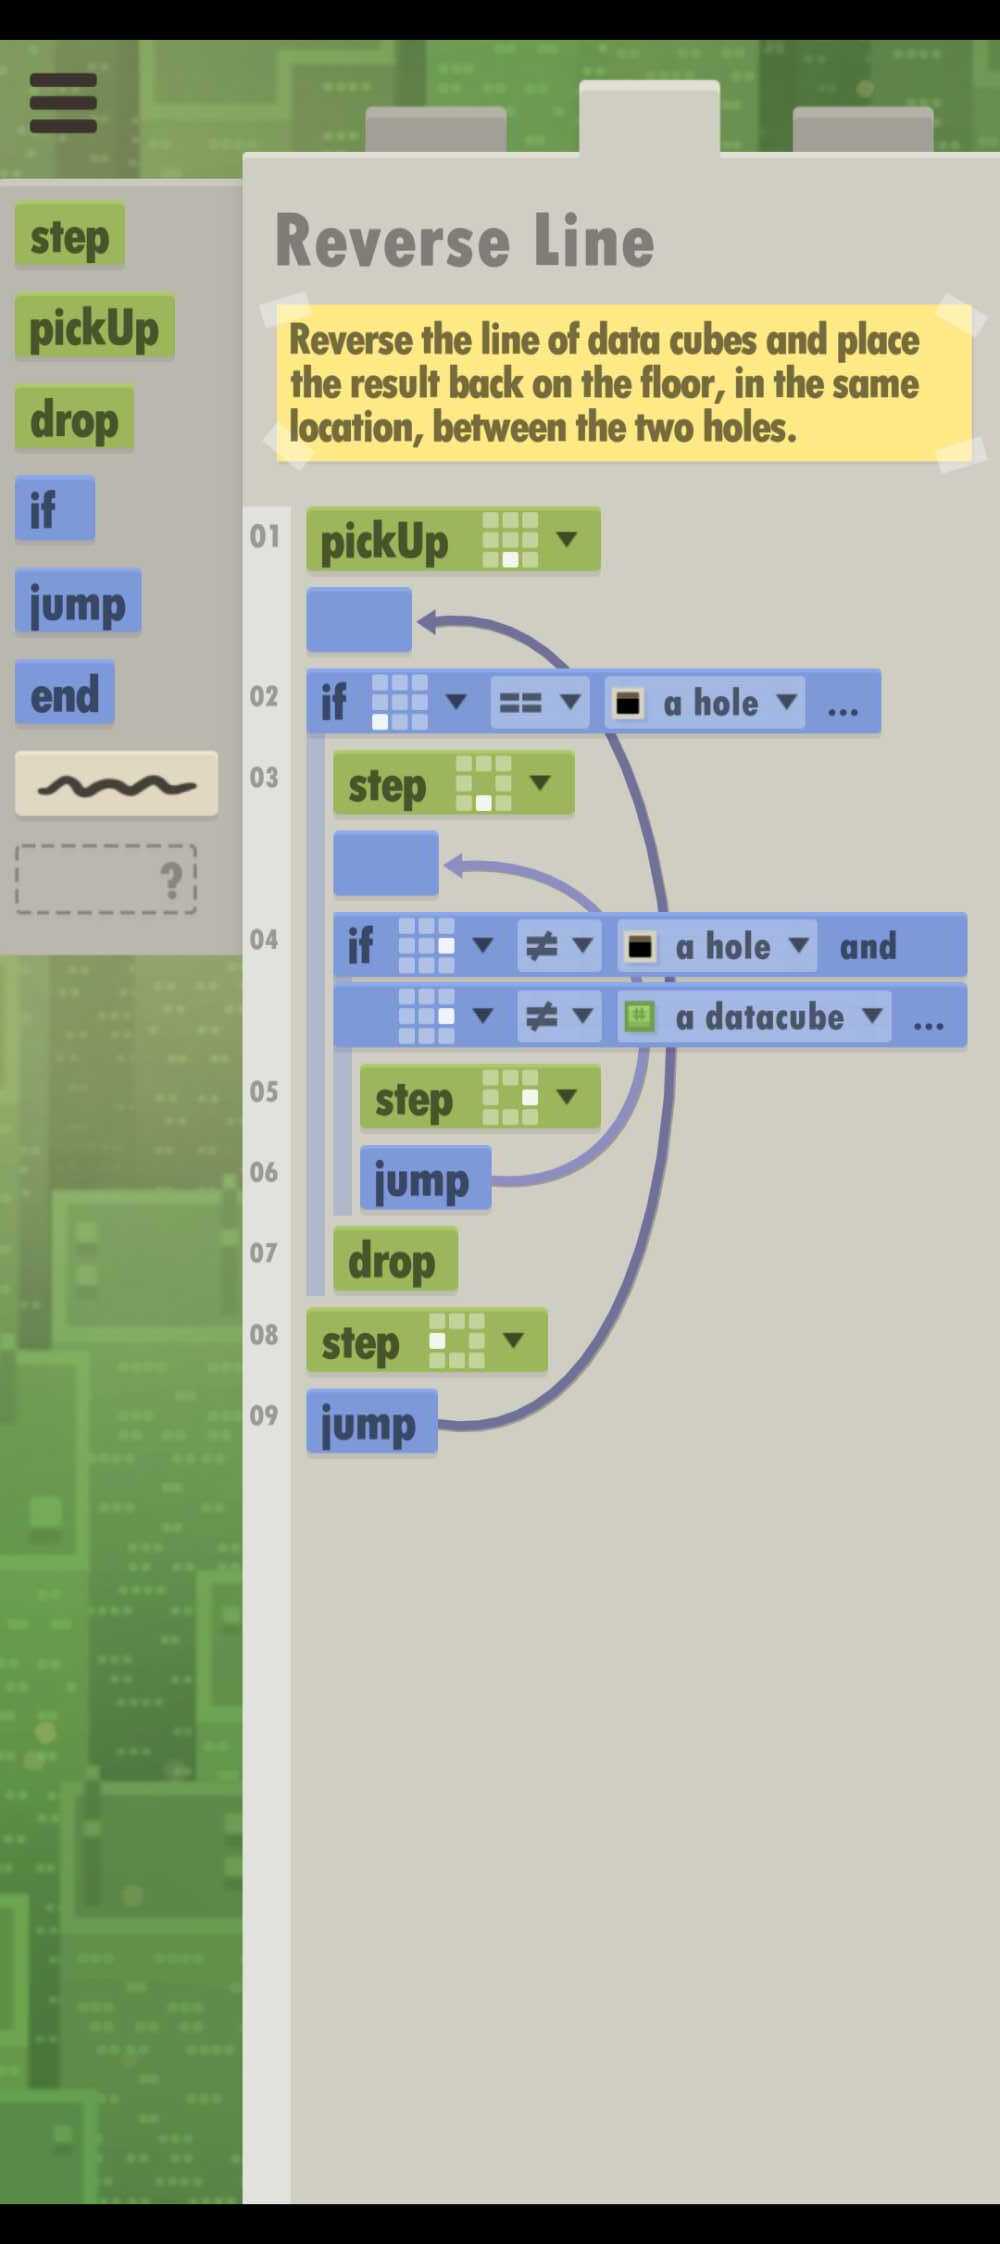 Reverse Line
Reverse the line of data cubes and place
the result back on the floor, in the same
location, between the two holes.
step
pickUp
drop
if
jump
end
?
01 pickUp
02 if == a hole ...
03 step
04 if ≠ a hole and
≠ # a datacube ...
05 step
06 jump
07 drop
08 step
09 jump